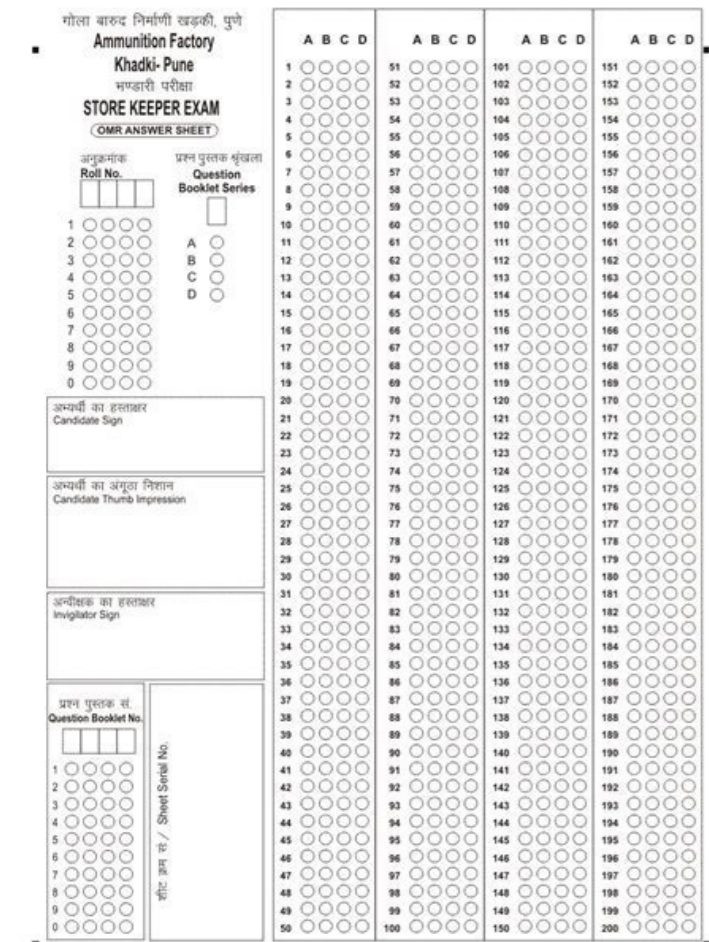 गोला बारुद निर्माणी खड़की, पुणे
Ammunition Factory
Khadki- Pune
भण्डारी परीक्षा
STORE KEEPER EXAM
OMR ANSWER SHEET
अनुक्रमांक
Roll No.
1
2
3
4
5
6
7
8
9
0
प्रश्न पुस्तक श्रृंखला
Question
Booklet Series
A
B
C
D
अभ्यर्थी का हस्ताक्षर
Candidate Sign
अभ्यर्थी का अंगूठा निशान
Candidate Thumb Impression
अन्वीक्षक का हस्ताक्षर
Invigilator Sign
प्रश्न पुस्तक सं.
Question Booklet No.
1
2
3
4
5
6
7
8
9
0
शीट क्रम सं / Sheet Serial No.
A B C D A B C D A B C D A B C D
1 51 101 151
2 52 102 152
3 53 103 153
4 54 104 154
5 55 105 155
6 56 106 156
7 57 107 157
8 58 108 158
9 59 109 159
10 60 110 160
11 61 111 161
12 62 112 162
13 63 113 163
14 64 114 164
15 65 115 165
16 66 116 166
17 67 117 167
18 68 118 168
19 69 119 169
20 70 120 170
21 71 121 171
22 72 122 172
23 73 123 173
24 74 124 174
25 75 125 175
26 76 126 176
27 77 127 177
28 78 128 178
29 79 129 179
30 80 130 180
31 81 131 181
32 82 132 182
33 83 133 183
34 84 134 184
35 85 135 185
36 86 136 186
37 87 137 187
38 88 138 188
39 89 139 189
40 90 140 190
41 91 141 191
42 92 142 192
43 93 143 193
44 94 144 194
45 95 145 195
46 96 146 196
47 97 147 197
48 98 148 198
49 99 149 199
50 100 150 200